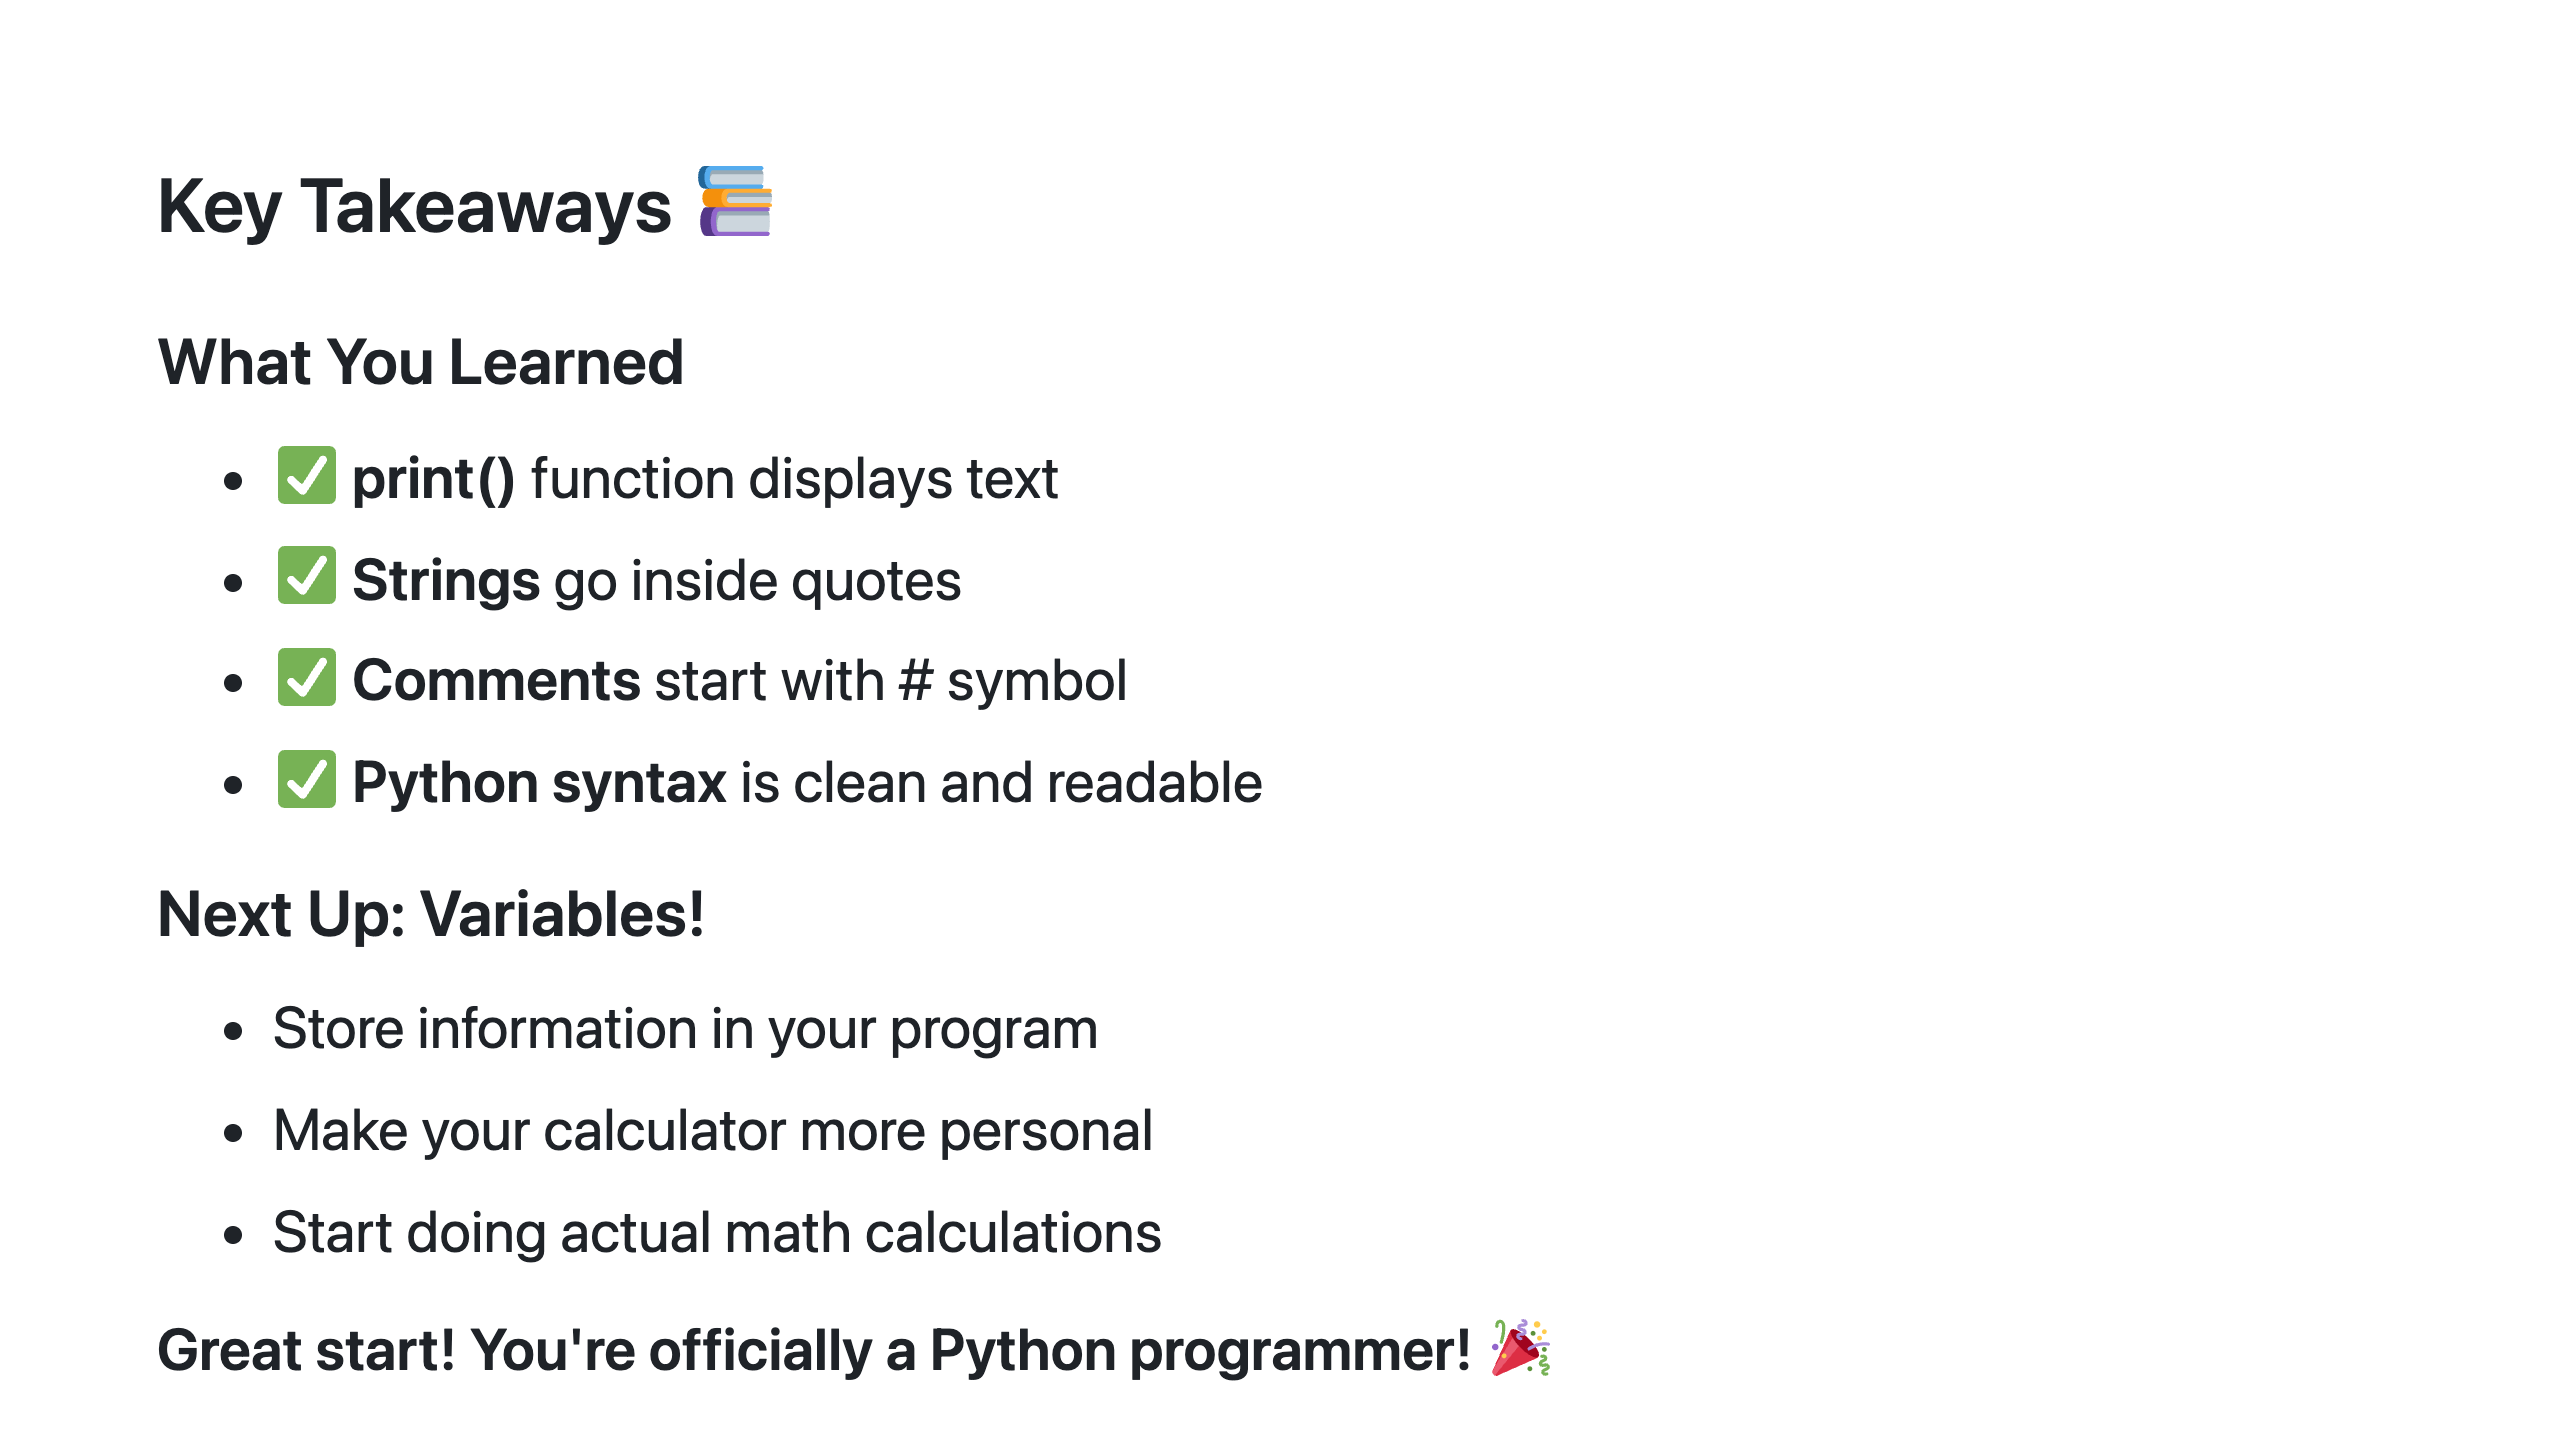 Key Takeaways 📚
What You Learned
• ✅ print() function displays text
• ✅ Strings go inside quotes
• ✅ Comments start with # symbol
• ✅ Python syntax is clean and readable
Next Up: Variables!
• Store information in your program
• Make your calculator more personal
• Start doing actual math calculations
Great start! You're officially a Python programmer! 🎉